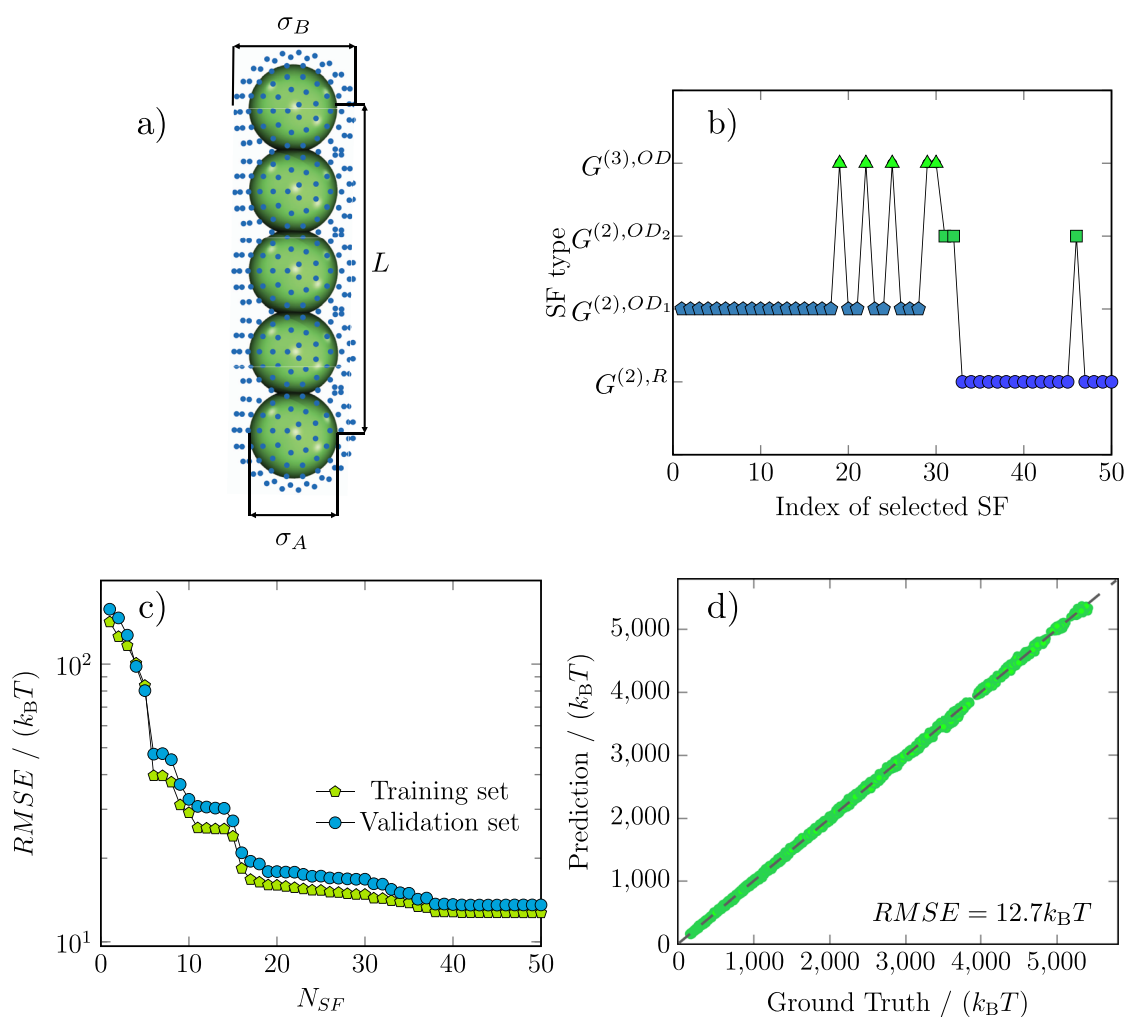 a)
σ_B
L
σ_A
b)
SF type
G^{(3),OD}
G^{(2),OD_2}
G^{(2),OD_1}
G^{(2),R}
0 10 20 30 40 50
Index of selected SF
c)
RMSE / (k_BT)
10^2
10^1
Training set
Validation set
0 10 20 30 40 50
N_{SF}
d)
Prediction / (k_BT)
5,000
4,000
3,000
2,000
1,000
0
RMSE = 12.7k_BT
0 1,000 2,000 3,000 4,000 5,000
Ground Truth / (k_BT)